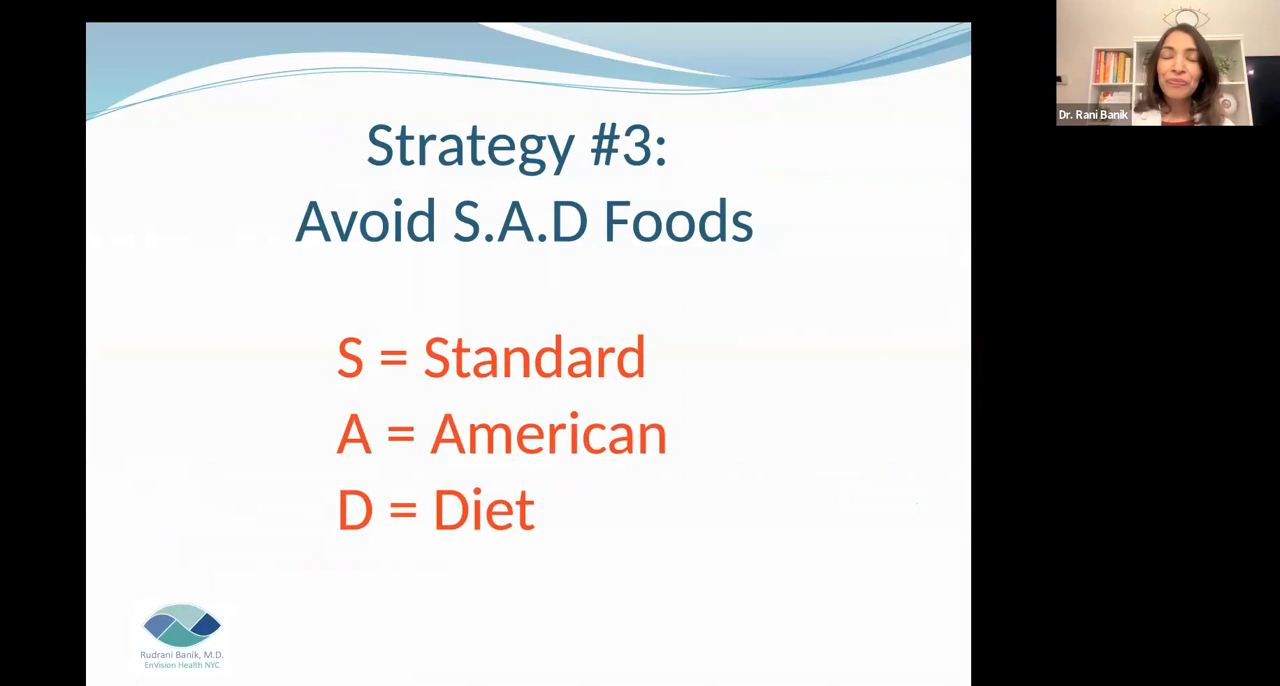 Strategy #3:
Avoid S.A.D Foods
S = Standard
A = American
D = Diet
Rudrani Banik, M.D.
EnVision Health NYC
Dr. Rani Banik